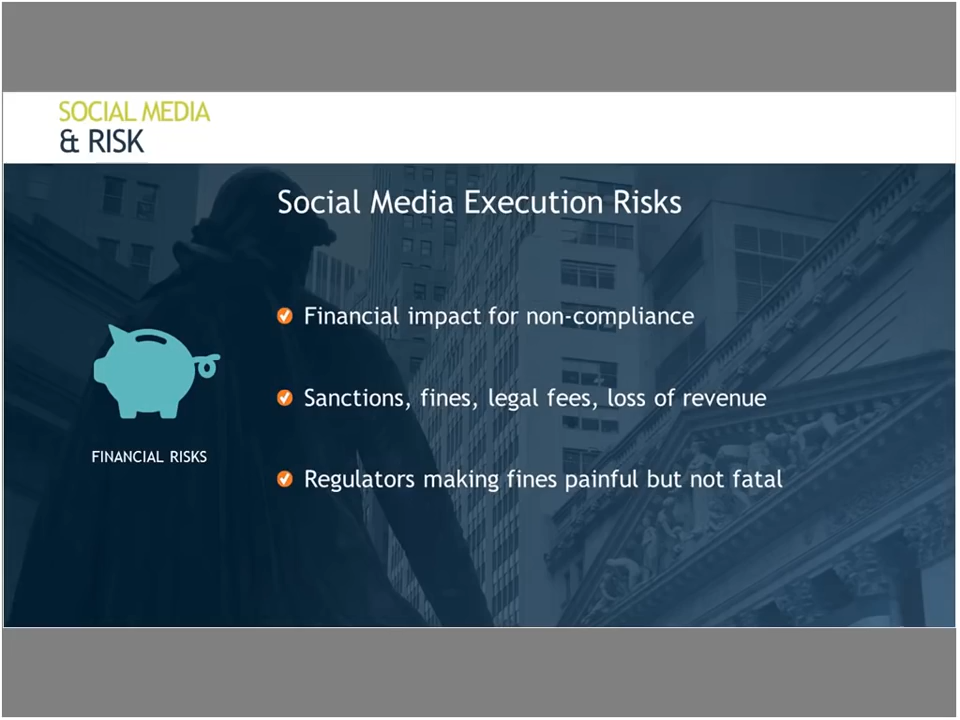 SOCIAL MEDIA
& RISK
Social Media Execution Risks
Financial impact for non-compliance
Sanctions, fines, legal fees, loss of revenue
FINANCIAL RISKS
Regulators making fines painful but not fatal